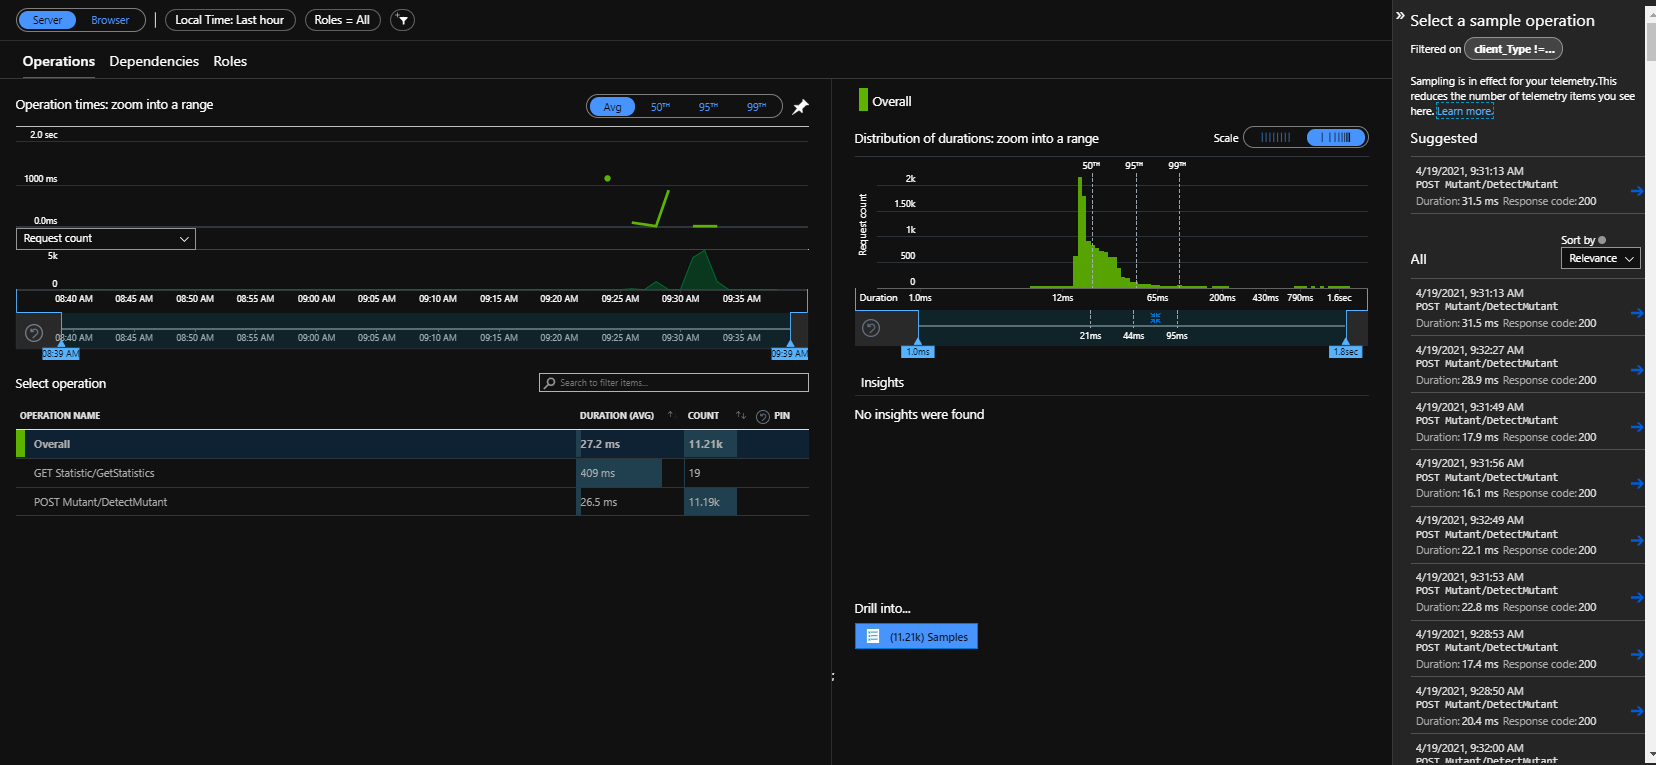 Server Browser | Local Time: Last hour Roles = All
Operations Dependencies Roles
Operation times: zoom into a range
Avg 50TH 95TH 99TH
2.0 sec
1000 ms
0.0ms
Request count
5k
0
08:40 AM 08:45 AM 08:50 AM 08:55 AM 09:00 AM 09:05 AM 09:10 AM 09:15 AM 09:20 AM 09:25 AM 09:30 AM 09:35 AM
08:40 AM 08:45 AM 08:50 AM 08:55 AM 09:00 AM 09:05 AM 09:10 AM 09:15 AM 09:20 AM 09:25 AM 09:30 AM 09:35 AM
08:39 AM 09:39 AM
Select operation
Search to filter items...
OPERATION NAME DURATION (AVG) COUNT PIN
Overall 27.2 ms 11.21k
GET Statistic/GetStatistics 409 ms 19
POST Mutant/DetectMutant 26.5 ms 11.19k
Overall
Distribution of durations: zoom into a range
Scale
50TH 95TH 99TH
Request count
2k
1.50k
1k
500
0
Duration 1.0ms 12ms 65ms 200ms 430ms 790ms 1.6sec
21ms 44ms 95ms
1.0ms 1.8sec
Insights
No insights were found
Drill into...
(11.21k) Samples
;
» Select a sample operation
Filtered on client_Type !=...
Sampling is in effect for your telemetry.This
reduces the number of telemetry items you see
here. Learn more.
Suggested
4/19/2021, 9:31:13 AM
POST Mutant/DetectMutant
Duration: 31.5 ms Response code: 200
Sort by
All
Relevance
4/19/2021, 9:31:13 AM
POST Mutant/DetectMutant
Duration: 31.5 ms Response code: 200
4/19/2021, 9:32:27 AM
POST Mutant/DetectMutant
Duration: 28.9 ms Response code: 200
4/19/2021, 9:31:49 AM
POST Mutant/DetectMutant
Duration: 17.9 ms Response code: 200
4/19/2021, 9:31:56 AM
POST Mutant/DetectMutant
Duration: 16.1 ms Response code: 200
4/19/2021, 9:32:49 AM
POST Mutant/DetectMutant
Duration: 22.1 ms Response code: 200
4/19/2021, 9:31:53 AM
POST Mutant/DetectMutant
Duration: 22.8 ms Response code: 200
4/19/2021, 9:28:53 AM
POST Mutant/DetectMutant
Duration: 17.4 ms Response code: 200
4/19/2021, 9:28:50 AM
POST Mutant/DetectMutant
Duration: 20.4 ms Response code: 200
4/19/2021, 9:32:00 AM
POST Mutant/DetectMutant